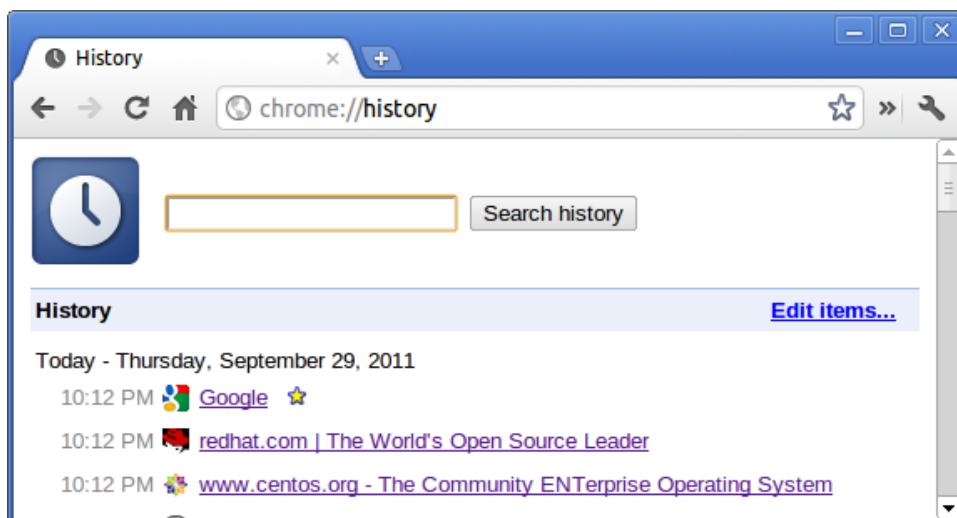 History
chrome://history
Search history
History Edit items...
Today - Thursday, September 29, 2011
10:12 PM Google
10:12 PM redhat.com | The World's Open Source Leader
10:12 PM www.centos.org - The Community ENTerprise Operating System